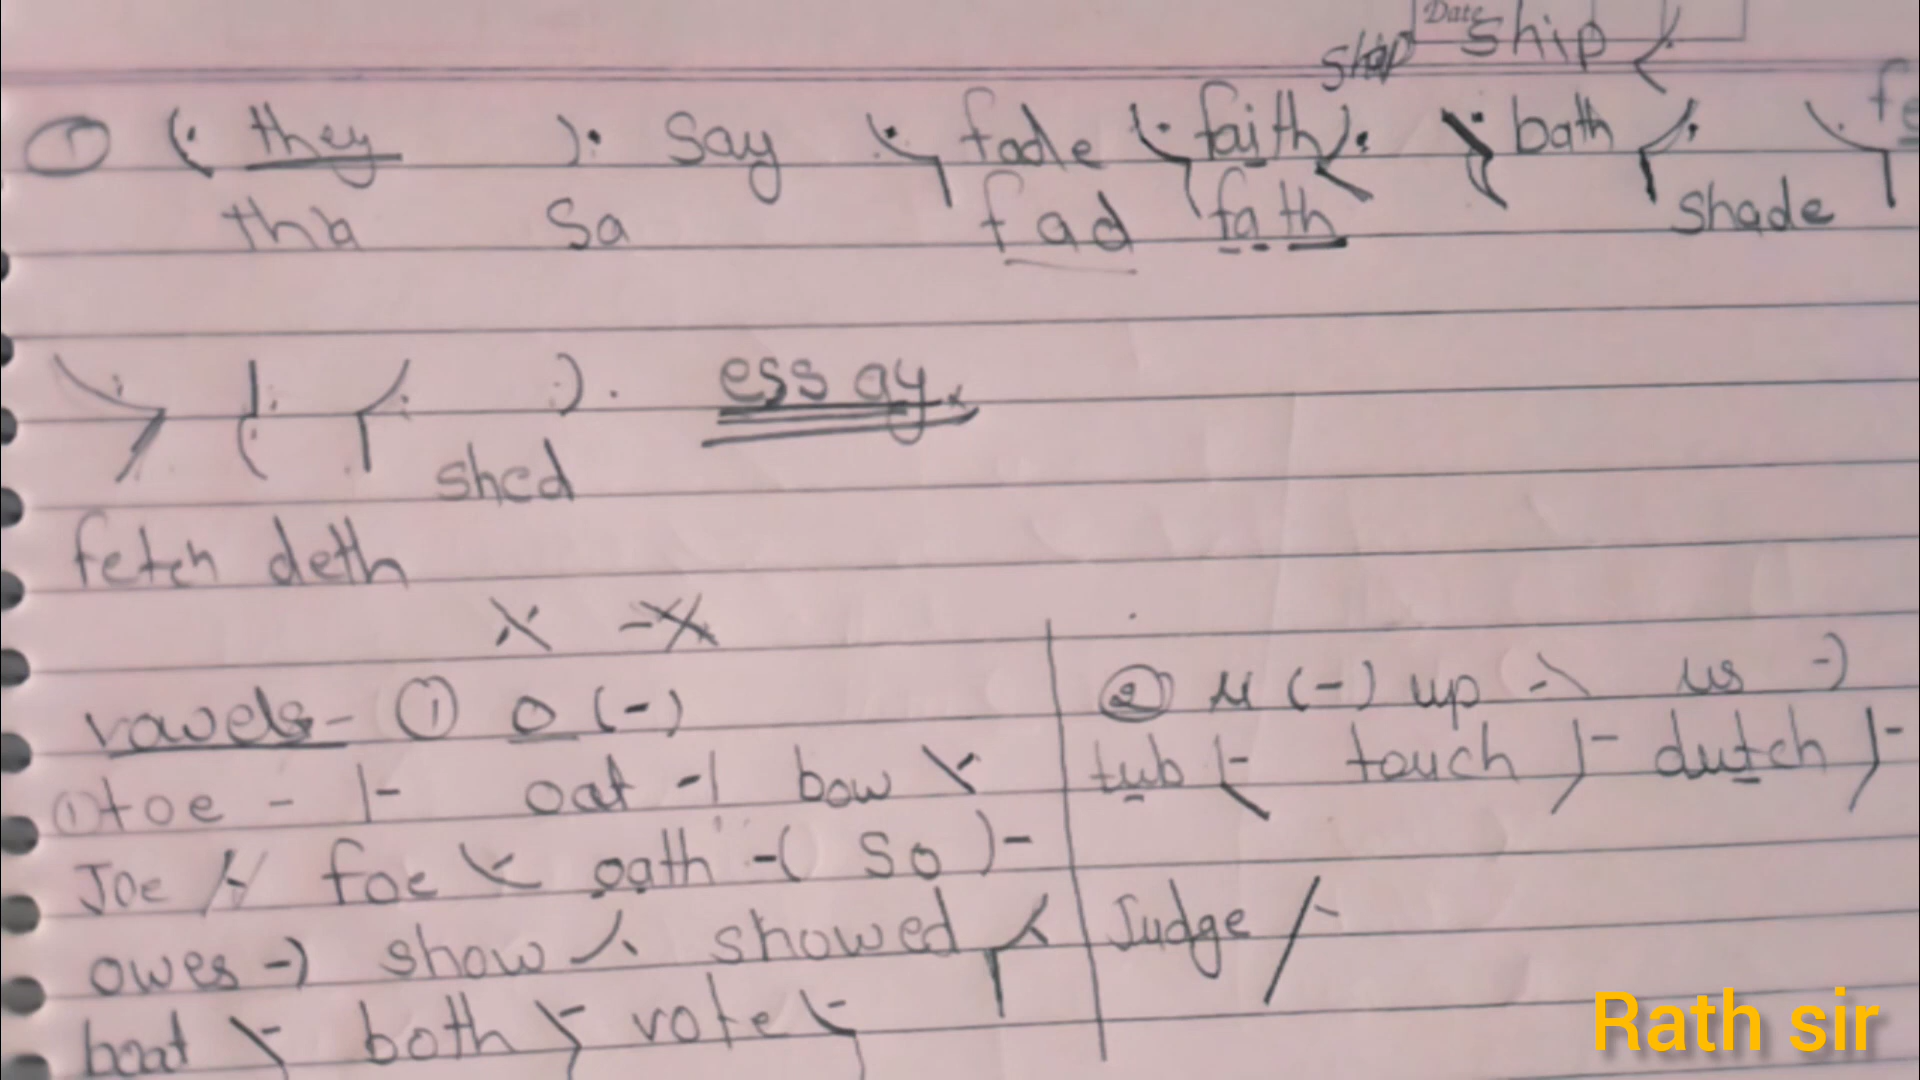 Date
shop ship
① they say fade faith bath fe
tha sa fad fath shade
essay
shed
fetch deth
vowels - ① o (-)
② u (-) up us
① toe - oat bow
tub touch dutch
Joe foe oath so
owes show showed
Judge
boat both vote
Rath sir